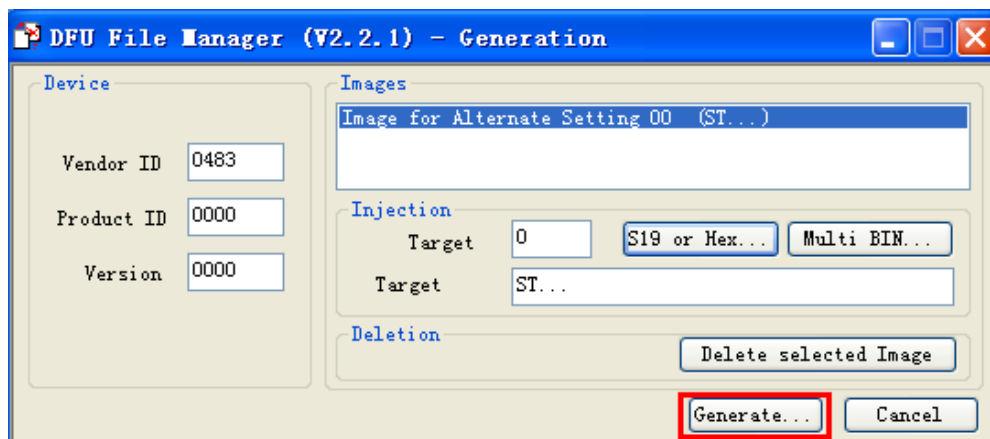 DFU File Manager (V2.2.1) - Generation
Device
Vendor ID 0483
Product ID 0000
Version 0000
Images
Image for Alternate Setting 00 (ST...)
Injection
Target 0 S19 or Hex... Multi BIN...
Target ST...
Deletion
Delete selected Image
Generate... Cancel